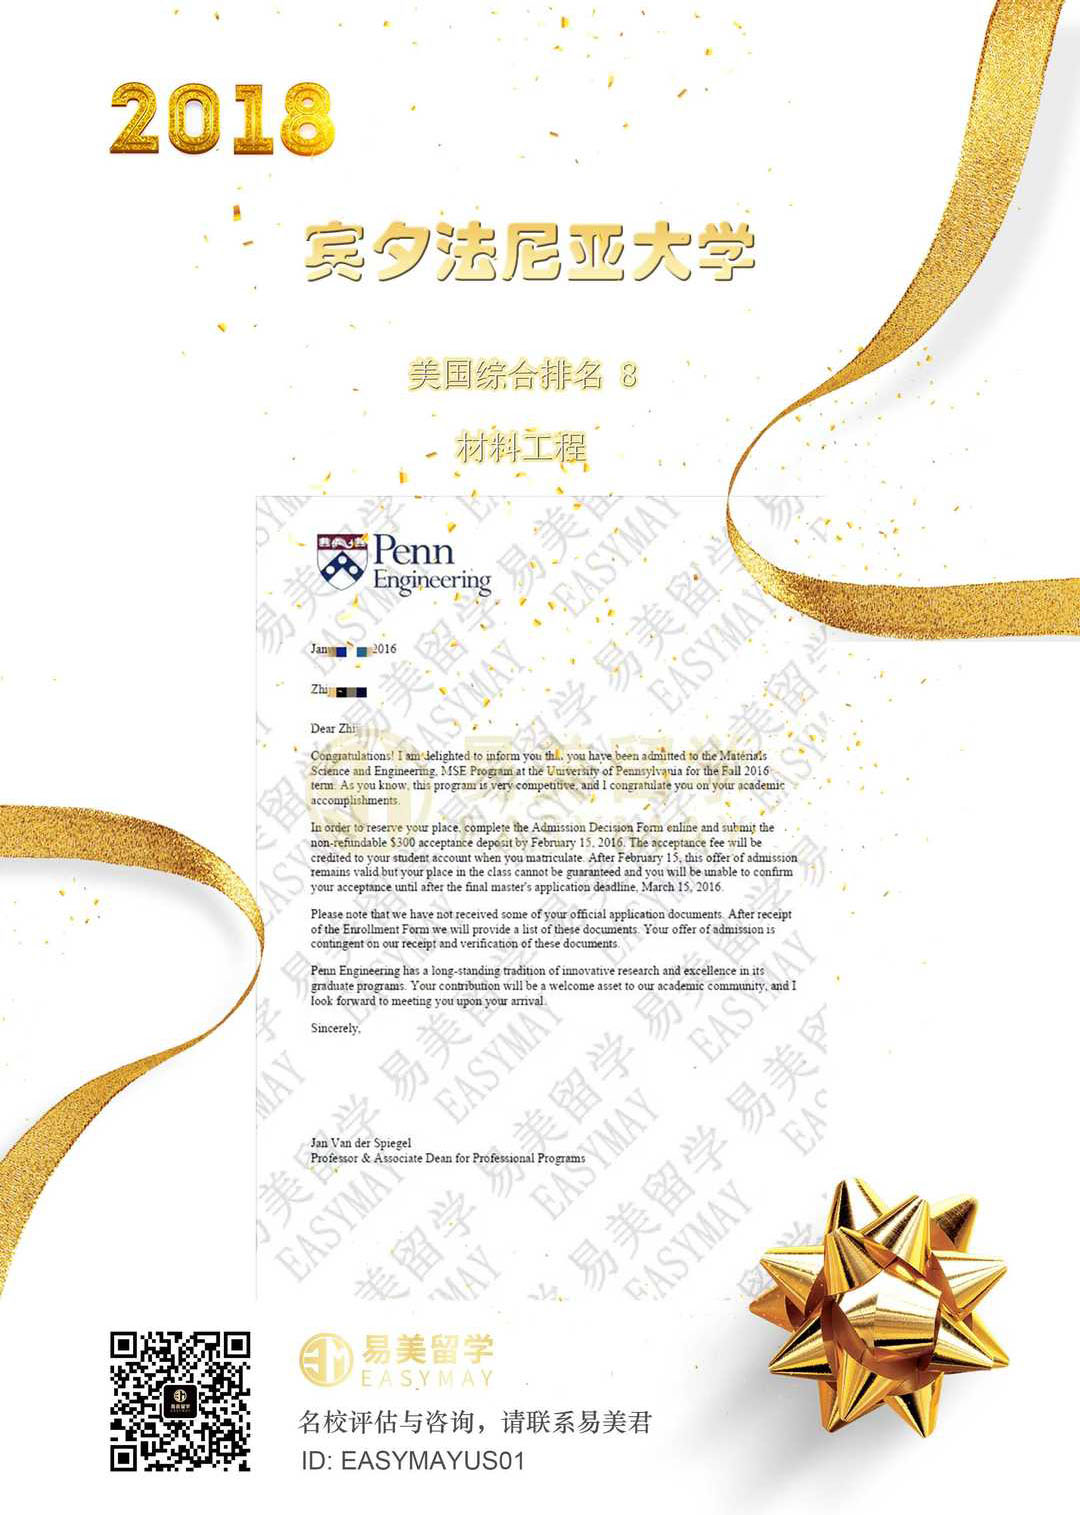 2018
宾夕法尼亚大学
美国综合排名 8
材料工程
Penn
Engineering
Jan 2016
Zhi
Dear Zhi
Congratulations! I am delighted to inform you you have been admitted to the Materials
Science and Engineering, MSE Program at the University of Pennsylvania for the Fall 2016
term. As you know, this program is very competitive, and I congratulate you on your academic
accomplishments.
In order to reserve your place, complete the Admission Decision Form online and submit the
non-refundable $300 acceptance deposit by February 15, 2016. The acceptance fee will be
credited to your student account when you matriculate. After February 15, this offer of admission
remains valid but your place in the class cannot be guaranteed and you will be unable to confirm
your acceptance until after the final master's application deadline, March 15, 2016.
Please note that we have not received some of your official application documents. After receipt
of the Enrollment Form we will provide a list of these documents. Your offer of admission is
contingent on our receipt and verification of these documents.
Penn Engineering has a long-standing tradition of innovative research and excellence in its
graduate programs. Your contribution will be a welcome asset to our academic community, and I
look forward to meeting you upon your arrival.
Sincerely,
Jan Van der Spiegel
Professor & Associate Dean for Professional Programs
易美留学
EASYMAY
名校评估与咨询，请联系易美君
ID: EASYMAYUS01